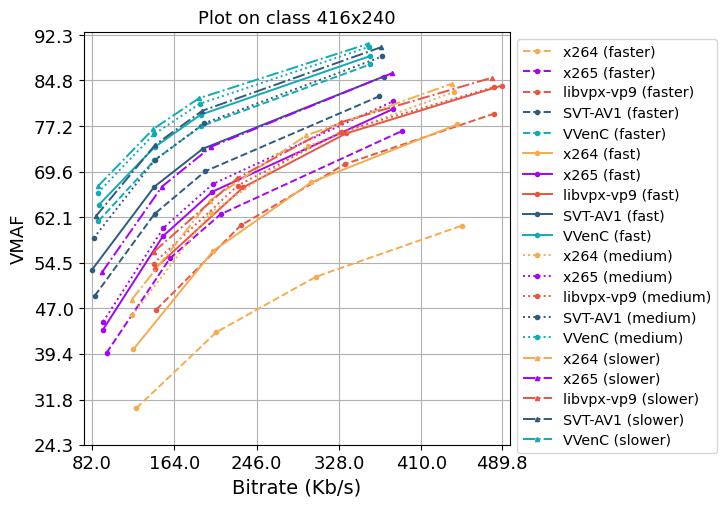 Plot on class 416x240
92.3
84.8
77.2
69.6
62.1
54.5
47.0
39.4
31.8
24.3
VMAF
82.0 164.0 246.0 328.0 410.0 489.8
Bitrate (Kb/s)
x264 (faster)
x265 (faster)
libvpx-vp9 (faster)
SVT-AV1 (faster)
VVenC (faster)
x264 (fast)
x265 (fast)
libvpx-vp9 (fast)
SVT-AV1 (fast)
VVenC (fast)
x264 (medium)
x265 (medium)
libvpx-vp9 (medium)
SVT-AV1 (medium)
VVenC (medium)
x264 (slower)
x265 (slower)
libvpx-vp9 (slower)
SVT-AV1 (slower)
VVenC (slower)